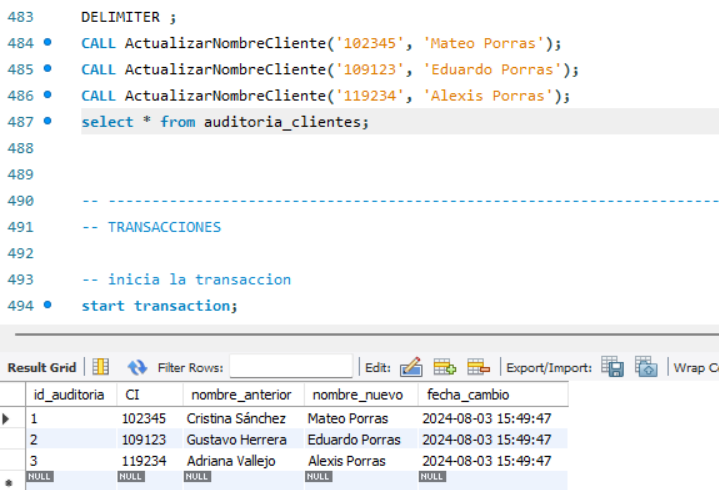 483 DELIMITER ;
484 CALL ActualizarNombreCliente('102345', 'Mateo Porras');
485 CALL ActualizarNombreCliente('109123', 'Eduardo Porras');
486 CALL ActualizarNombreCliente('119234', 'Alexis Porras');
487 select * from auditoria_clientes;
488
489
490 -- ----------------------------------------------------------------------
491 -- TRANSACCIONES
492
493 -- inicia la transaccion
494 start transaction;
Result Grid Filter Rows: Edit: Export/Import: Wrap C
id_auditoria CI nombre_anterior nombre_nuevo fecha_cambio
1 102345 Cristina Sánchez Mateo Porras 2024-08-03 15:49:47
2 109123 Gustavo Herrera Eduardo Porras 2024-08-03 15:49:47
3 119234 Adriana Vallejo Alexis Porras 2024-08-03 15:49:47
NULL NULL NULL NULL NULL